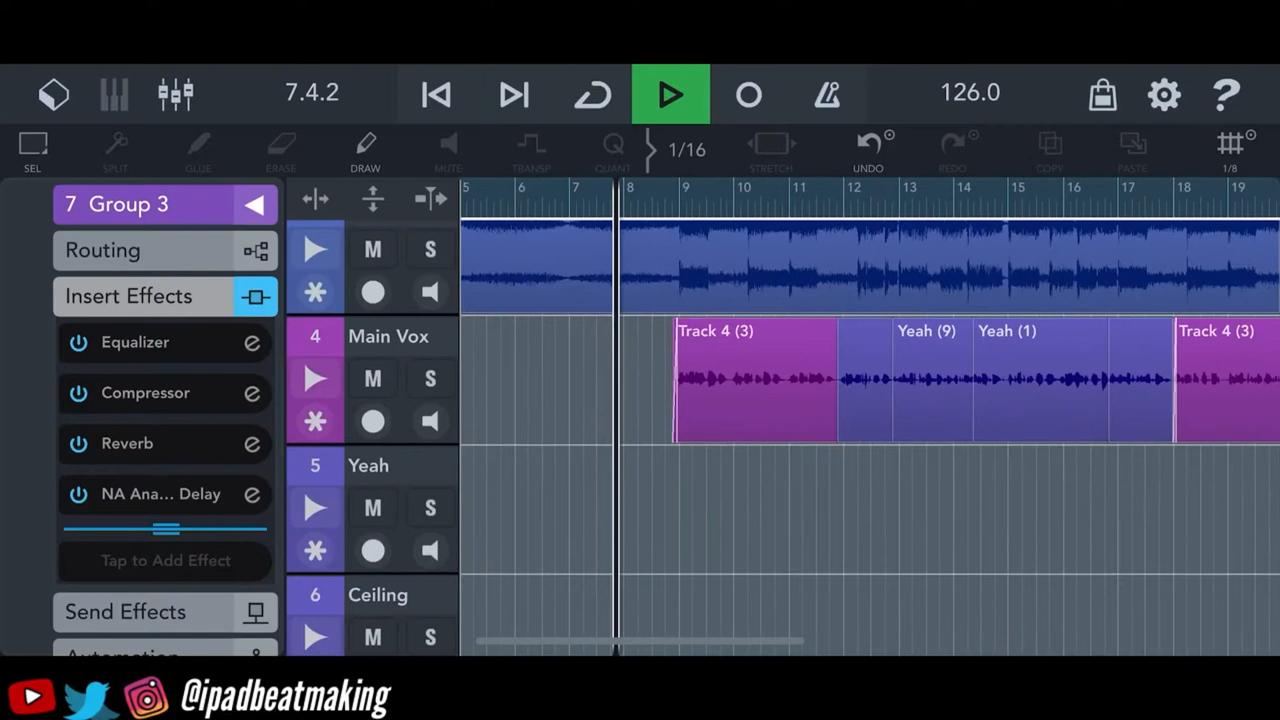 7.4.2
126.0
SEL
SPLIT
GLUE
ERASE
DRAW
MUTE
TRANSP
QUANT
1/16
STRETCH
UNDO
REDO
COPY
PASTE
1/8
7 Group 3
Routing
Insert Effects
Equalizer
Compressor
Reverb
NA Ana... Delay
Tap to Add Effect
Send Effects
Automation
5 6 7 8 9 10 11 12 13 14 15 16 17 18 19
M S
4 Main Vox
M S
5 Yeah
M S
6 Ceiling
M S
Track 4 (3)
Yeah (9)
Yeah (1)
Track 4 (3)
@ipadbeatmaking